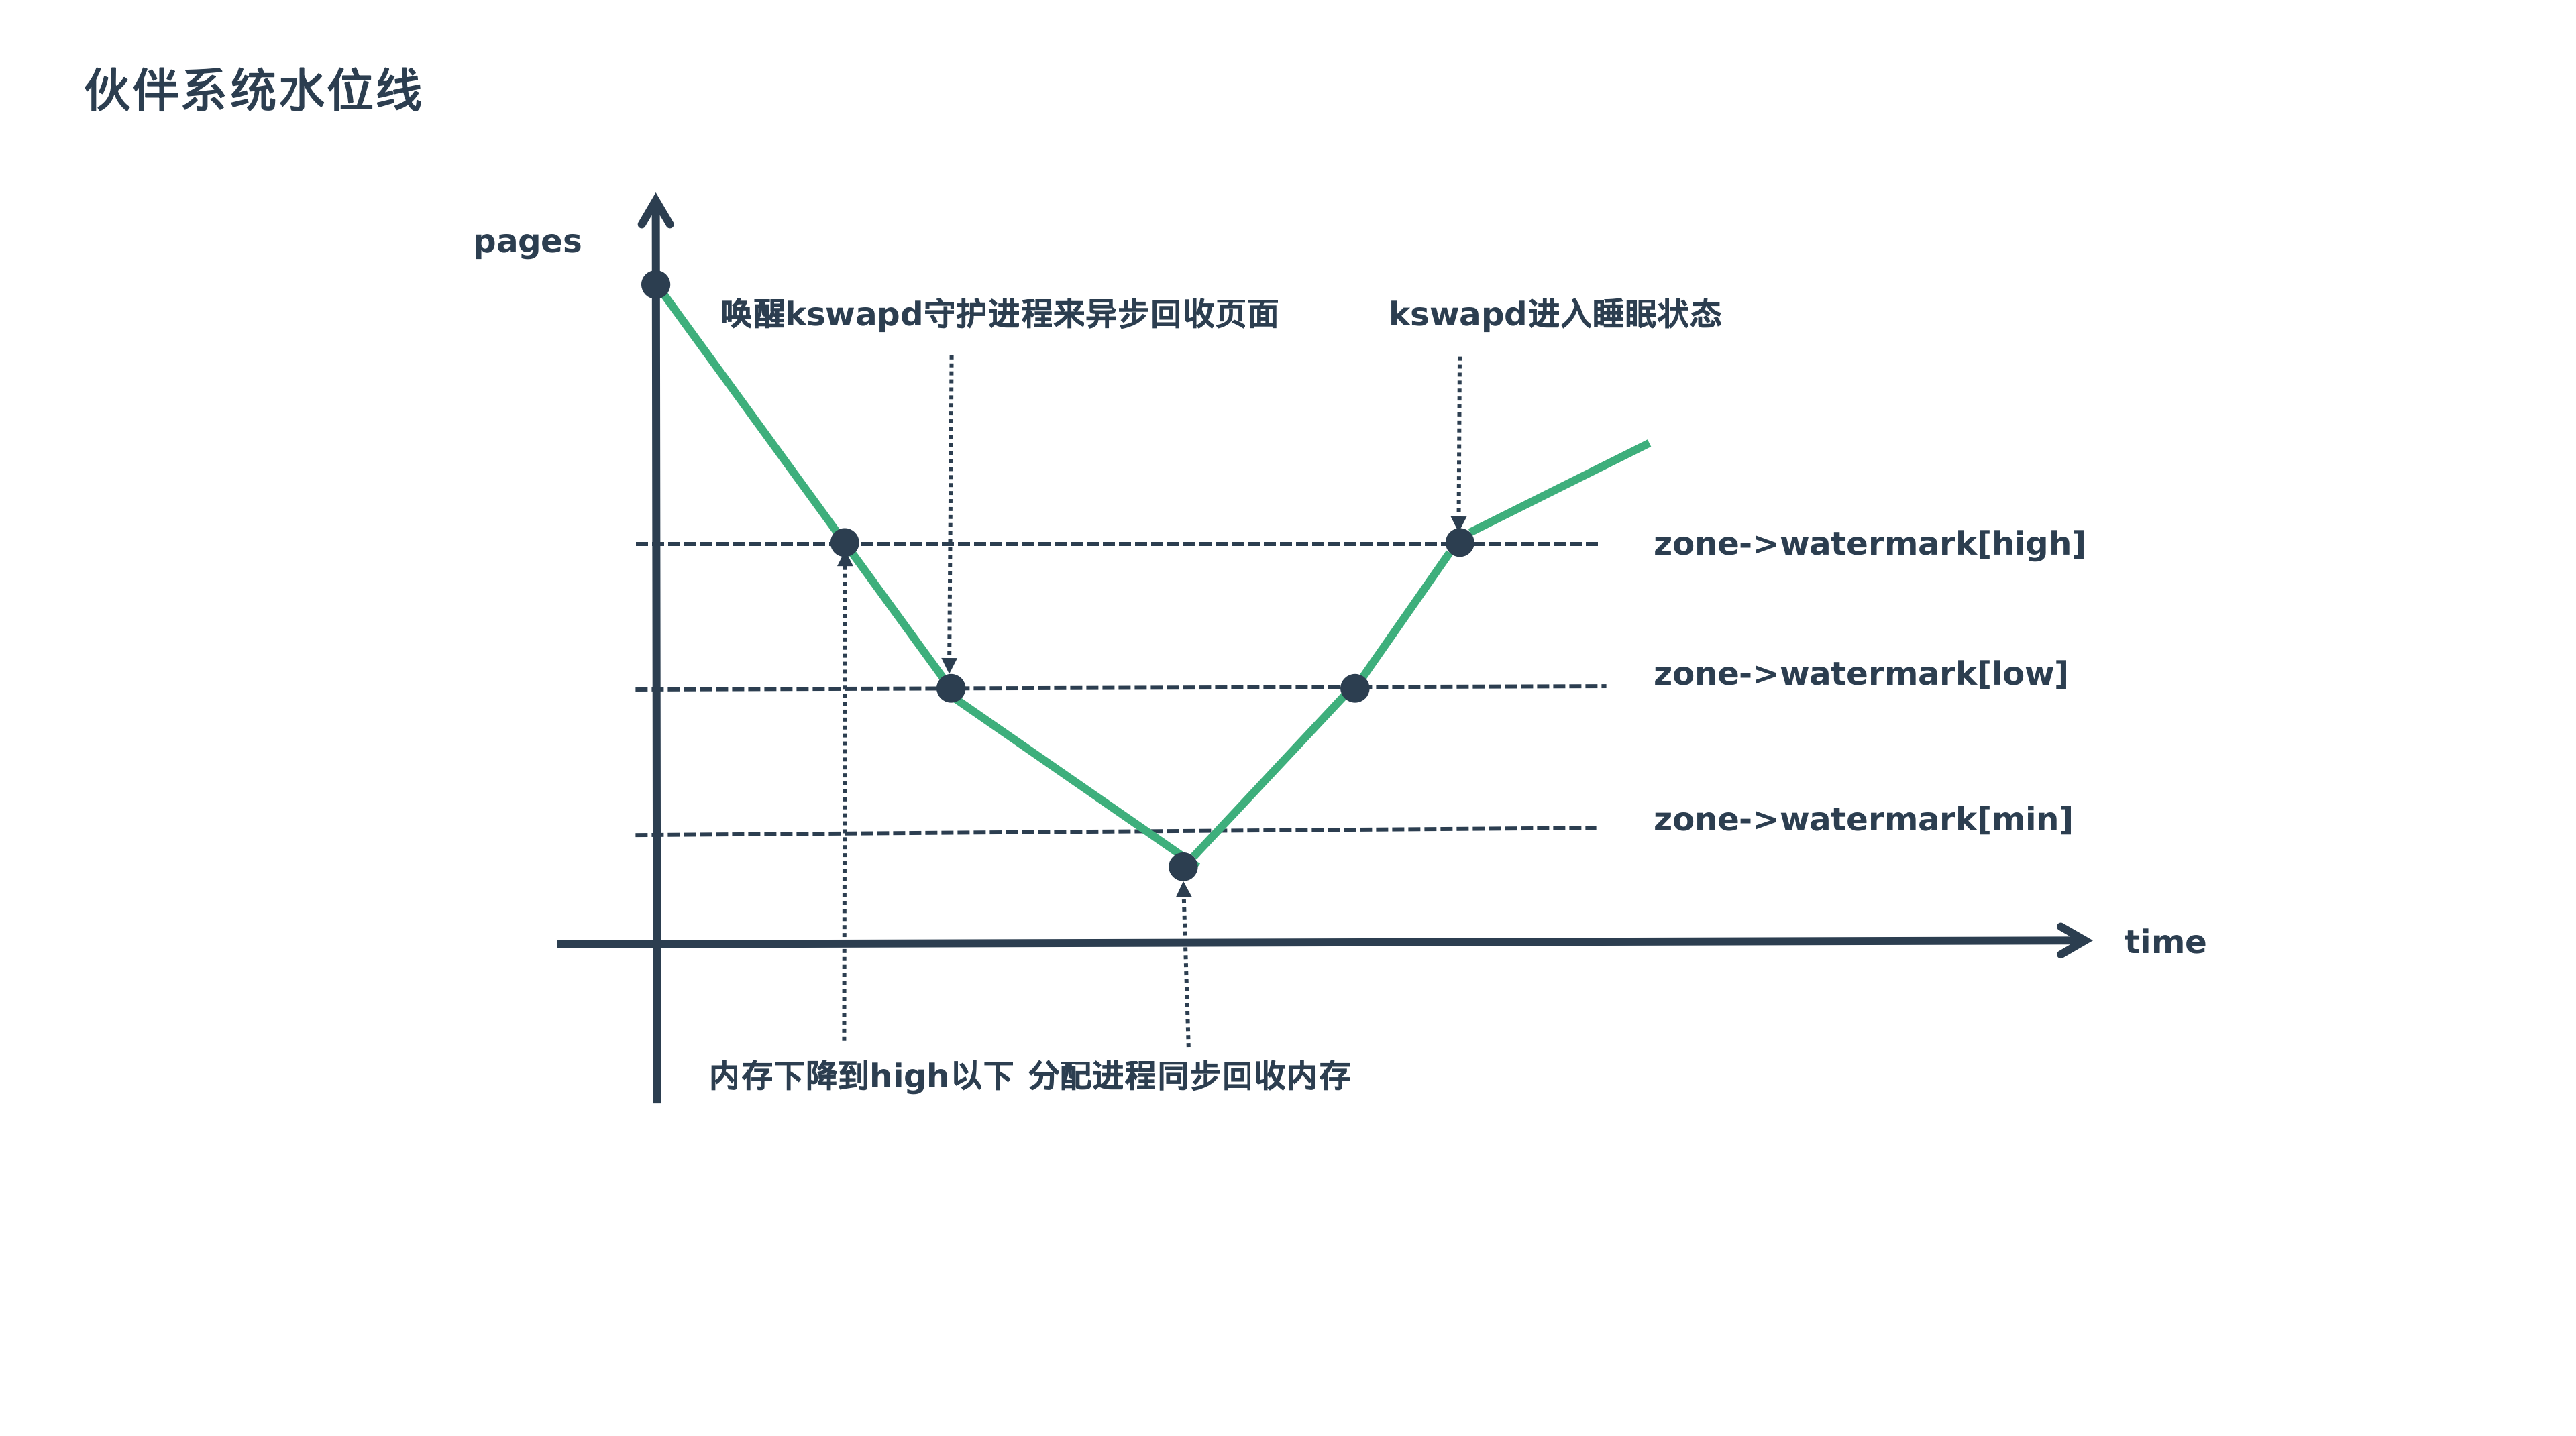 伙伴系统水位线
pages
唤醒kswapd守护进程来异步回收页面
kswapd进入睡眠状态
zone->watermark[high]
zone->watermark[low]
zone->watermark[min]
time
内存下降到high以下
分配进程同步回收内存